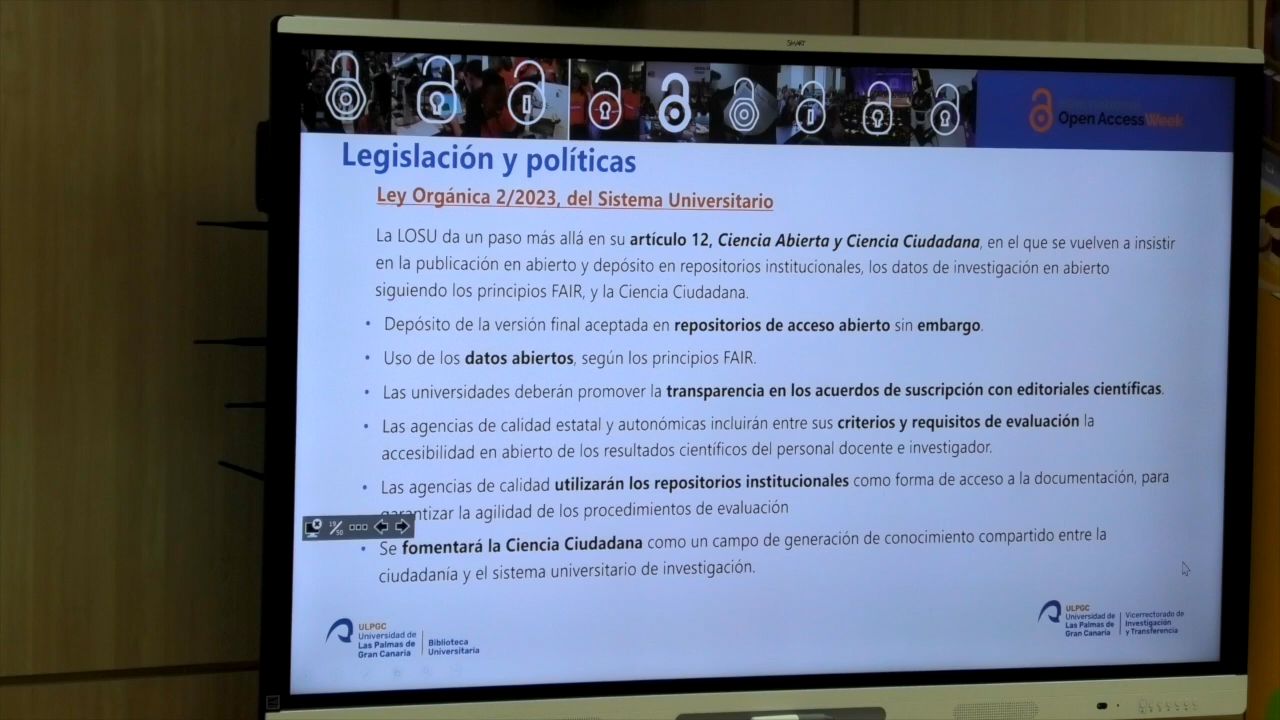 SMART
Open Access Week
Legislación y políticas
Ley Orgánica 2/2023, del Sistema Universitario
La LOSU da un paso más allá en su artículo 12, Ciencia Abierta y Ciencia Ciudadana, en el que se vuelven a insistir
en la publicación en abierto y depósito en repositorios institucionales, los datos de investigación en abierto
siguiendo los principios FAIR, y la Ciencia Ciudadana.
• Depósito de la versión final aceptada en repositorios de acceso abierto sin embargo.
• Uso de los datos abiertos, según los principios FAIR.
• Las universidades deberán promover la transparencia en los acuerdos de suscripción con editoriales científicas.
• Las agencias de calidad estatal y autonómicas incluirán entre sus criterios y requisitos de evaluación la
accesibilidad en abierto de los resultados científicos del personal docente e investigador.
• Las agencias de calidad utilizarán los repositorios institucionales como forma de acceso a la documentación, para
garantizar la agilidad de los procedimientos de evaluación
19/50
• Se fomentará la Ciencia Ciudadana como un campo de generación de conocimiento compartido entre la
ciudadanía y el sistema universitario de investigación.
ULPGC
Universidad de
Las Palmas de
Gran Canaria
Biblioteca
Universitaria
ULPGC
Universidad de
Las Palmas de
Gran Canaria
Vicerrectorado de
Investigación
y Transferencia